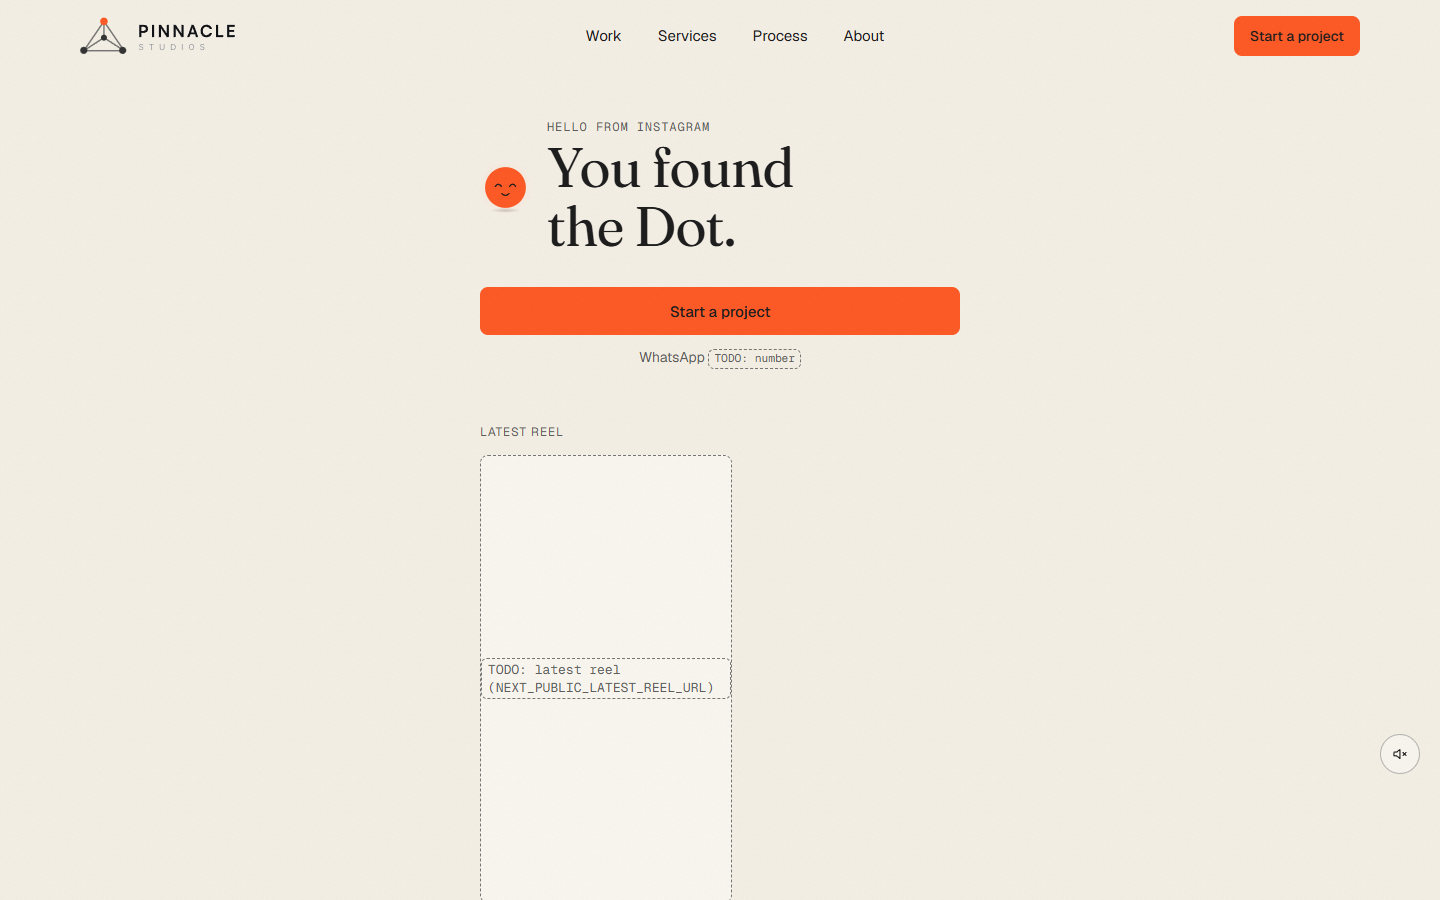 PINNACLE
STUDIOS
Work
Services
Process
About
Start a project
HELLO FROM INSTAGRAM
You found
the Dot.
Start a project
WhatsApp TODO: number
LATEST REEL
TODO: latest reel
(NEXT_PUBLIC_LATEST_REEL_URL)